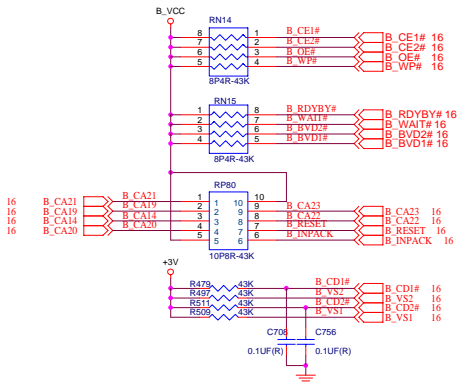 B_VCC
RN14
8 1 B_CE1# B_CE1# 16
7 2 B_CE2# B_CE2# 16
6 3 B_OE# B_OE# 16
5 4 B_WP# B_WP# 16
8P4R-43K
RN15
1 8 B_RDYBY# B_RDYBY# 16
2 7 B_WAIT# B_WAIT# 16
3 6 B_BVD2# B_BVD2# 16
4 5 B_BVD1# B_BVD1# 16
8P4R-43K
RP80
16 B_CA21 B_CA21 1 1 10 10
16 B_CA19 B_CA19 2 2 9 9 B_CA23 B_CA23 16
16 B_CA14 B_CA14 3 3 8 8 B_CA22 B_CA22 16
16 B_CA20 B_CA20 4 4 7 7 B_RESET B_RESET 16
5 5 6 6 B_INPACK B_INPACK 16
10P8R-43K
+3V
R479 43K B_CD1# B_CD1# 16
R497 43K B_VS2 B_VS2 16
R511 43K B_CD2# B_CD2# 16
R509 43K B_VS1 B_VS1 16
C708 C756
0.1UF(R) 0.1UF(R)